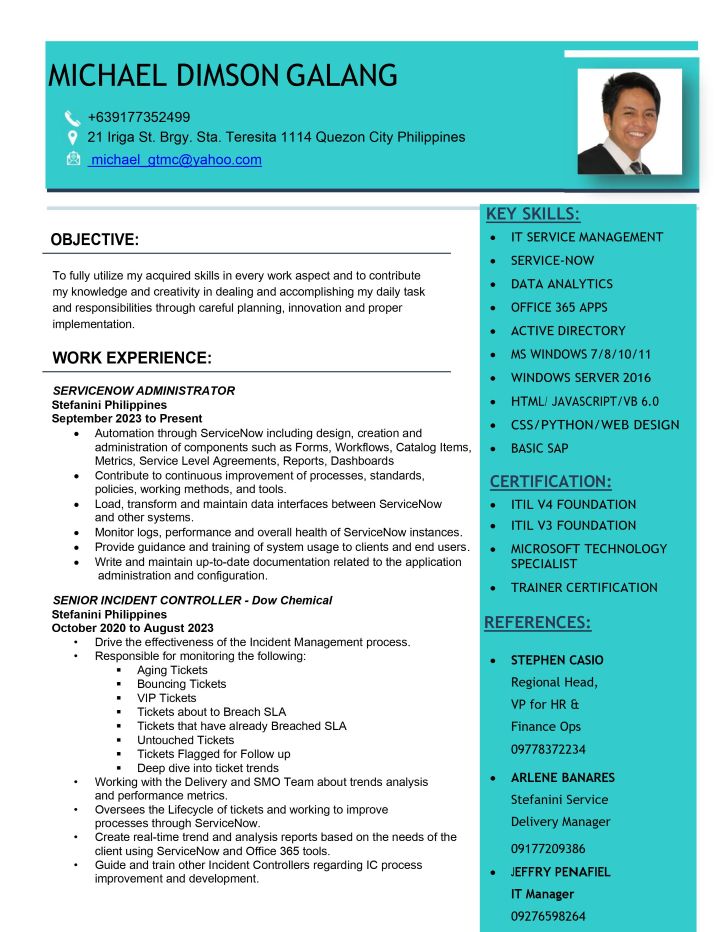 MICHAEL DIMSON GALANG
+639177352499
21 Iriga St. Brgy. Sta. Teresita 1114 Quezon City Philippines
michael_gtmc@yahoo.com
OBJECTIVE:
To fully utilize my acquired skills in every work aspect and to contribute
my knowledge and creativity in dealing and accomplishing my daily task
and responsibilities through careful planning, innovation and proper
implementation.
WORK EXPERIENCE:
SERVICENOW ADMINISTRATOR
Stefanini Philippines
September 2023 to Present
• Automation through ServiceNow including design, creation and
administration of components such as Forms, Workflows, Catalog Items,
Metrics, Service Level Agreements, Reports, Dashboards
• Contribute to continuous improvement of processes, standards,
policies, working methods, and tools.
• Load, transform and maintain data interfaces between ServiceNow
and other systems.
• Monitor logs, performance and overall health of ServiceNow instances.
• Provide guidance and training of system usage to clients and end users.
• Write and maintain up-to-date documentation related to the application
administration and configuration.
SENIOR INCIDENT CONTROLLER - Dow Chemical
Stefanini Philippines
October 2020 to August 2023
• Drive the effectiveness of the Incident Management process.
• Responsible for monitoring the following:
▪ Aging Tickets
▪ Bouncing Tickets
▪ VIP Tickets
▪ Tickets about to Breach SLA
▪ Tickets that have already Breached SLA
▪ Untouched Tickets
▪ Tickets Flagged for Follow up
▪ Deep dive into ticket trends
• Working with the Delivery and SMO Team about trends analysis
and performance metrics.
• Oversees the Lifecycle of tickets and working to improve
processes through ServiceNow.
• Create real-time trend and analysis reports based on the needs of the
client using ServiceNow and Office 365 tools.
• Guide and train other Incident Controllers regarding IC process
improvement and development.
KEY SKILLS:
• IT SERVICE MANAGEMENT
• SERVICE-NOW
• DATA ANALYTICS
• OFFICE 365 APPS
• ACTIVE DIRECTORY
• MS WINDOWS 7/8/10/11
• WINDOWS SERVER 2016
• HTML/ JAVASCRIPT/VB 6.0
• CSS/PYTHON/WEB DESIGN
• BASIC SAP
CERTIFICATION:
• ITIL V4 FOUNDATION
• ITIL V3 FOUNDATION
• MICROSOFT TECHNOLOGY
SPECIALIST
• TRAINER CERTIFICATION
REFERENCES:
• STEPHEN CASIO
Regional Head,
VP for HR &
Finance Ops
09778372234
• ARLENE BANARES
Stefanini Service
Delivery Manager
09177209386
• JEFFRY PENAFIEL
IT Manager
09276598264